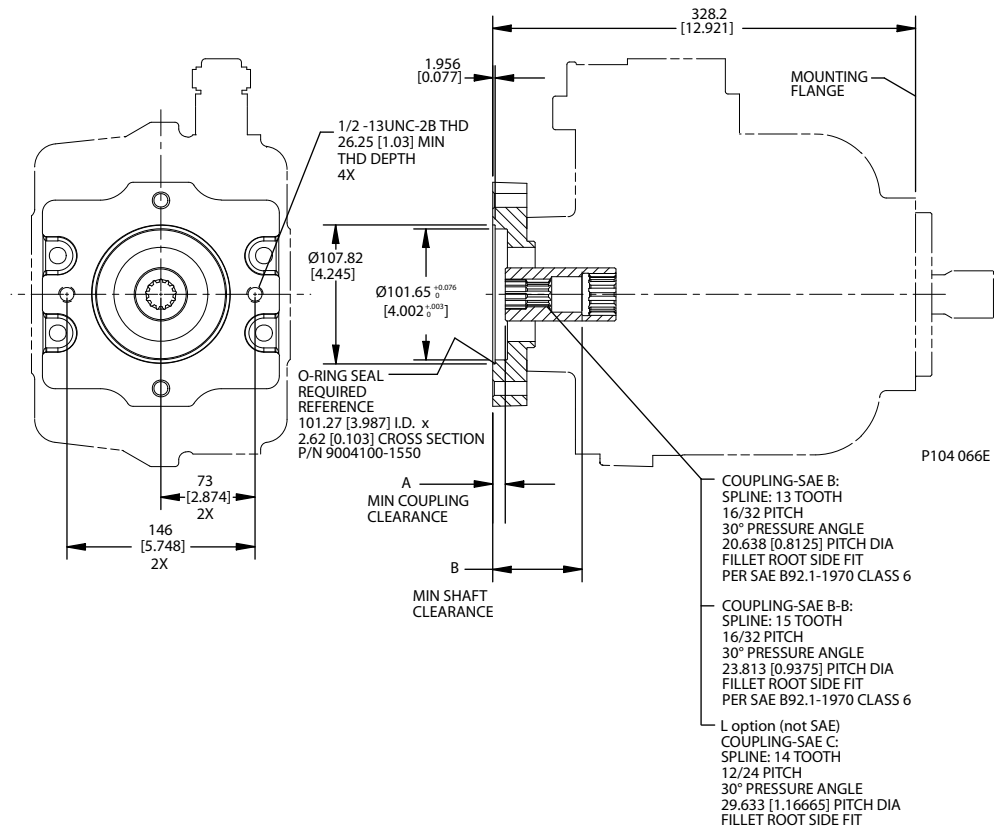 328.2
[12.921]
1.956
[0.077]
MOUNTING
FLANGE
1/2 -13UNC-2B THD
26.25 [1.03] MIN
THD DEPTH
4X
Ø107.82
[4.245]
Ø101.65 +0.076 0
[4.002 +.003 0]
O-RING SEAL
REQUIRED
REFERENCE
101.27 [3.987] I.D. x
2.62 [0.103] CROSS SECTION
P/N 9004100-1550
P104 066E
73
[2.874]
2X
146
[5.748]
2X
A
MIN COUPLING
CLEARANCE
B
MIN SHAFT
CLEARANCE
COUPLING-SAE B:
SPLINE: 13 TOOTH
16/32 PITCH
30° PRESSURE ANGLE
20.638 [0.8125] PITCH DIA
FILLET ROOT SIDE FIT
PER SAE B92.1-1970 CLASS 6
COUPLING-SAE B-B:
SPLINE: 15 TOOTH
16/32 PITCH
30° PRESSURE ANGLE
23.813 [0.9375] PITCH DIA
FILLET ROOT SIDE FIT
PER SAE B92.1-1970 CLASS 6
L option (not SAE)
COUPLING-SAE C:
SPLINE: 14 TOOTH
12/24 PITCH
30° PRESSURE ANGLE
29.633 [1.16665] PITCH DIA
FILLET ROOT SIDE FIT